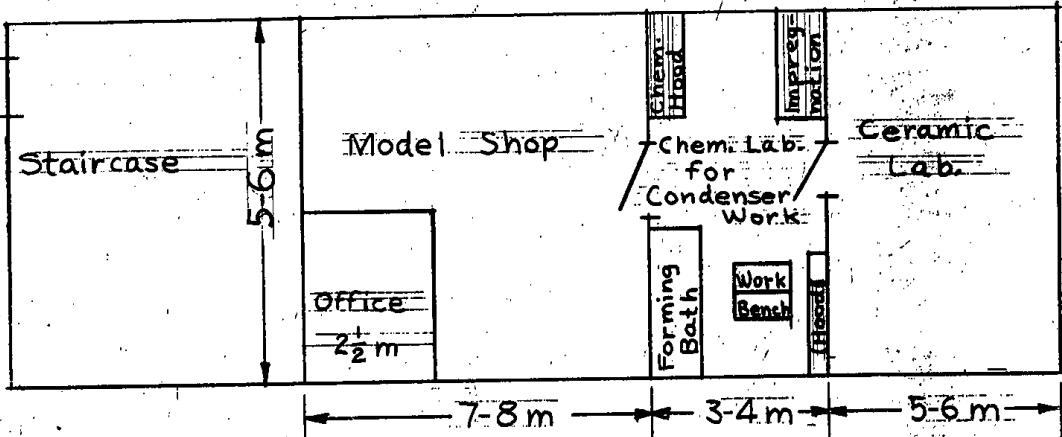 Staircase
5-6 m
Model Shop
Office
2½ m
Chem.
Hood
Impreg-
nation
Chem. Lab.
for
Condenser
Work
Forming
Bath
Work
Bench
(Hood)
Ceramic
Lab.
7-8 m
3-4 m
5-6 m